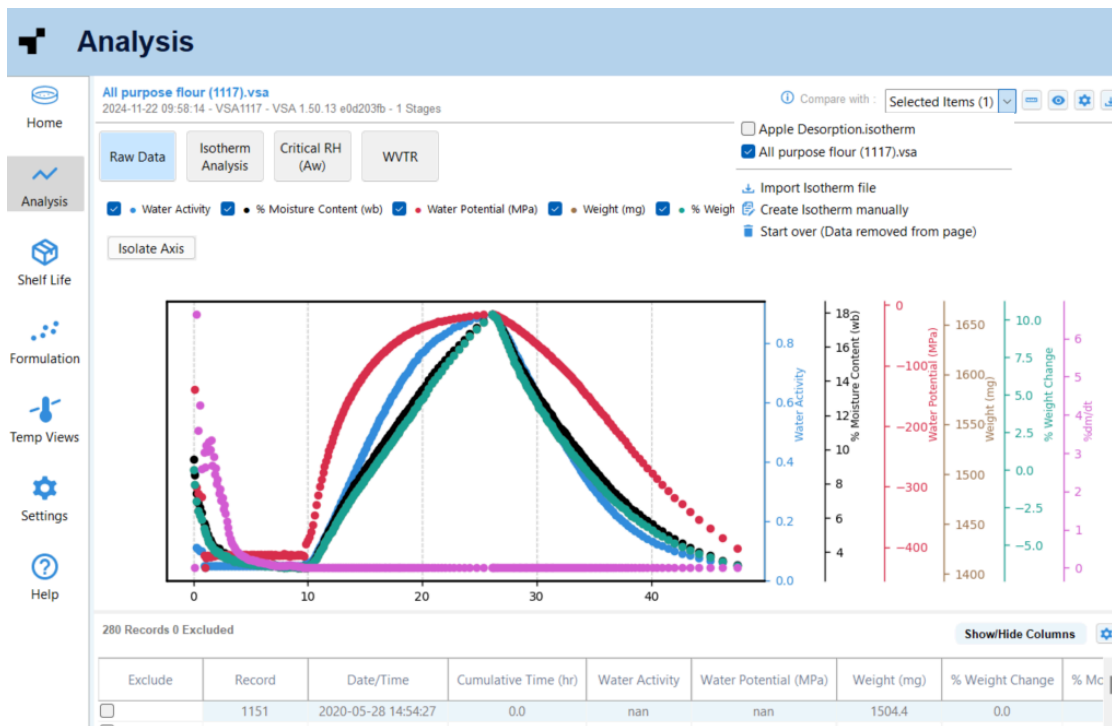 Analysis
Home
Analysis
Shelf Life
Formulation
Temp Views
Settings
Help
All purpose flour (1117).vsa
2024-11-22 09:58:14 - VSA1117 - VSA 1.50.13 e0d203fb - 1 Stages
Compare with : Selected Items (1)
Apple Desorption.isotherm
All purpose flour (1117).vsa
Import Isotherm file
Create Isotherm manually
Start over (Data removed from page)
Raw Data
Isotherm
Analysis
Critical RH
(Aw)
WVTR
Water Activity % Moisture Content (wb) Water Potential (MPa) Weight (mg) % Weigh
Isolate Axis
0 10 20 30 40
0.8
0.6
0.4
0.2
0.0
Water Activity
18
16
14
12
10
8
6
4
% Moisture Content (wb)
0
−100
−300
−400
Water Potential (MPa)
1650
1600
1550
1500
1450
1400
Weight (mg)
10.0
7.5
5.0
2.5
0.0
−2.5
−5.0
% Weight Change
6
5
4
3
2
1
0
%dm/dt
280 Records 0 Excluded
Show/Hide Columns
Exclude Record Date/Time Cumulative Time (hr) Water Activity Water Potential (MPa) Weight (mg) % Weight Change % Mo
1151 2020-05-28 14:54:27 0.0 nan nan 1504.4 0.0